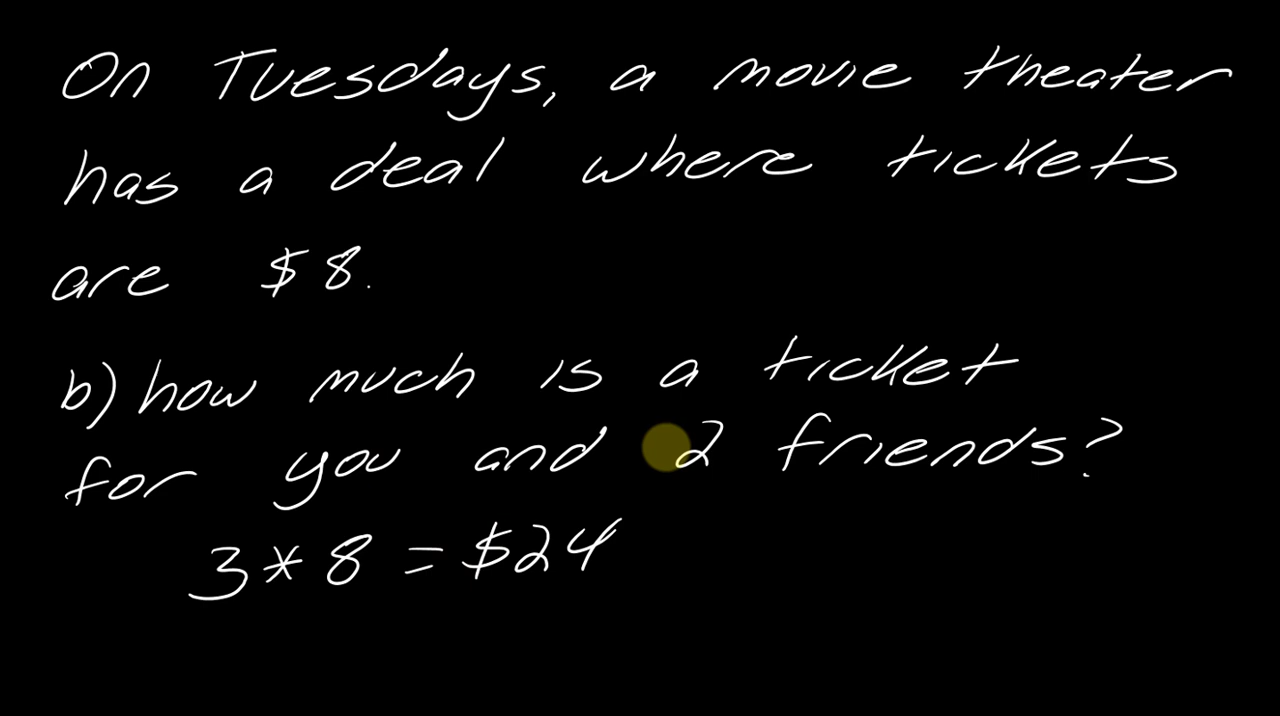 On Tuesdays, a movie theater
has a deal where tickets
are $8.
b) how much is a ticket
for you and 2 friends?
3*8 = $24